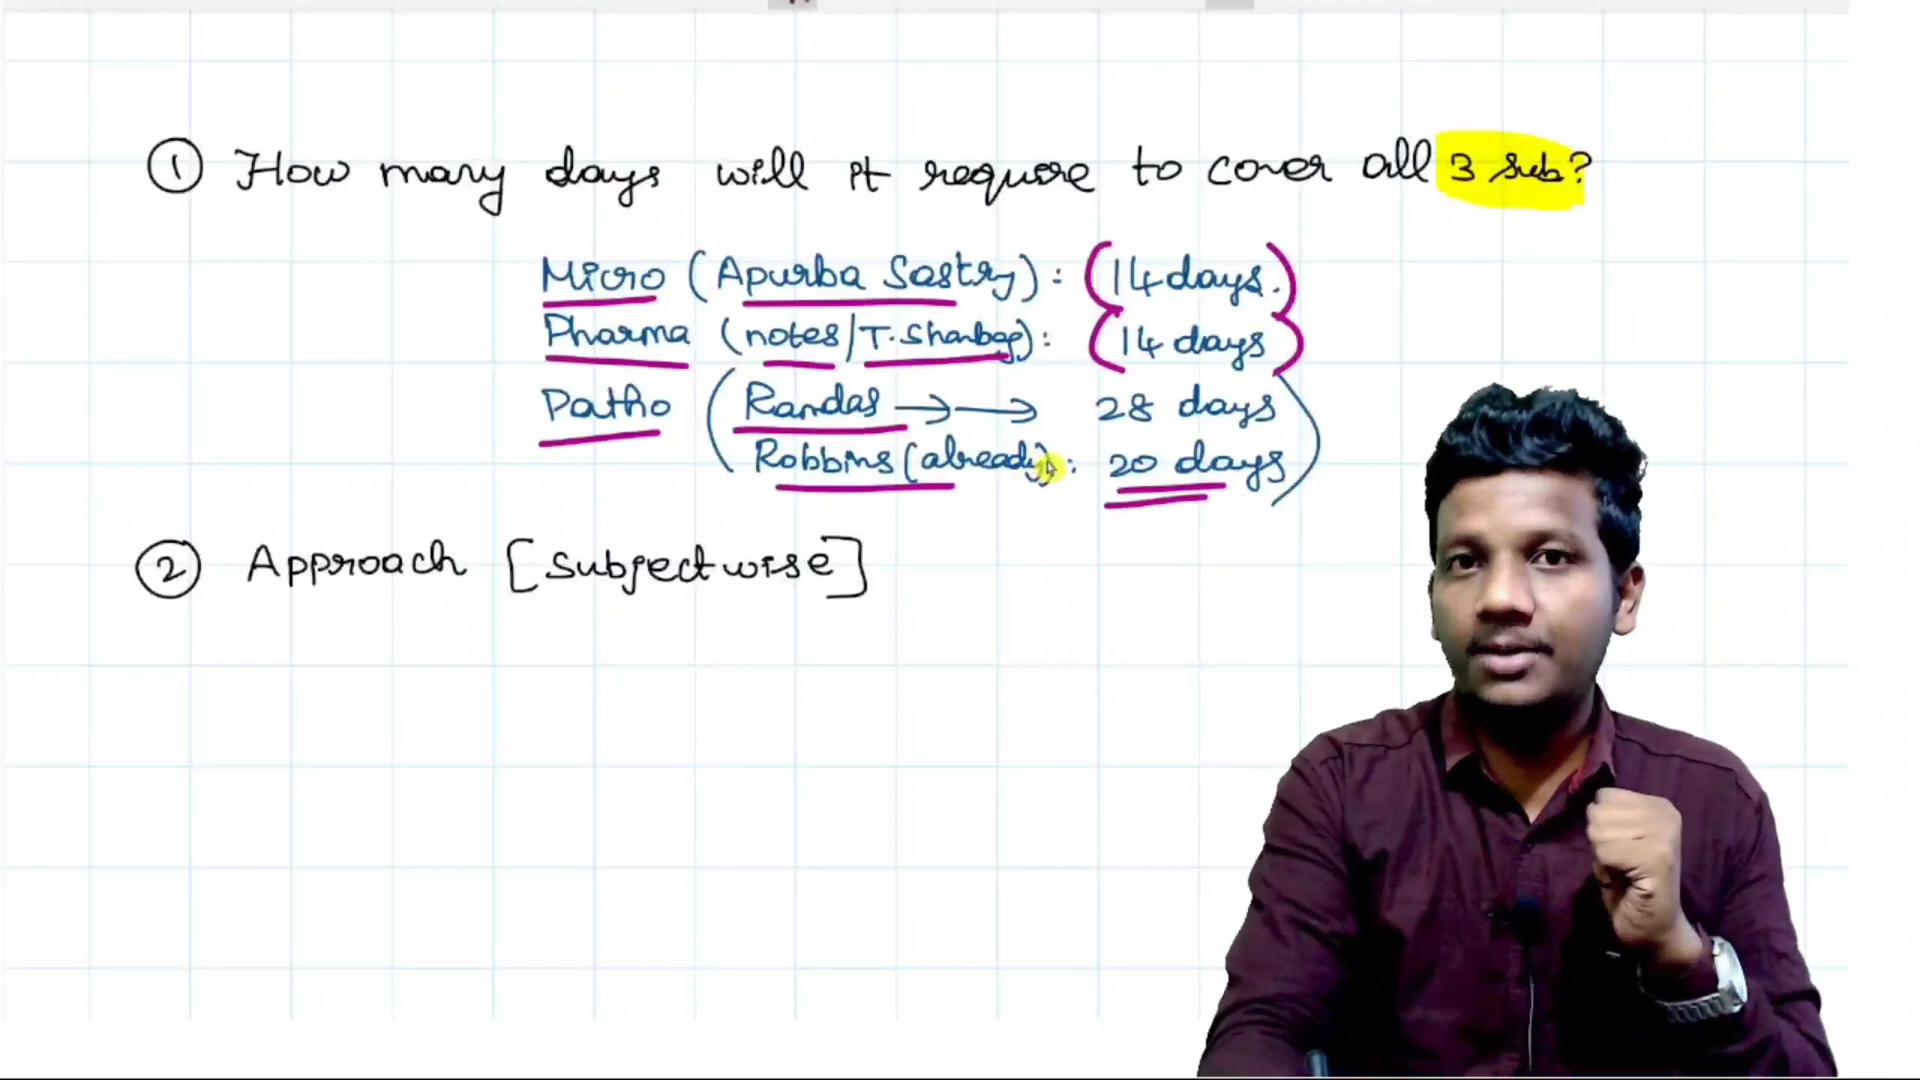 ① How many days will it require to cover all 3 sub?
Micro (Apurba Sastry): (14 days.)
Pharma (notes/T. Shanbag): (14 days)
Patho (Randas →→ 28 days
Robbins (already): 20 days)
② Approach [Subjectwise]